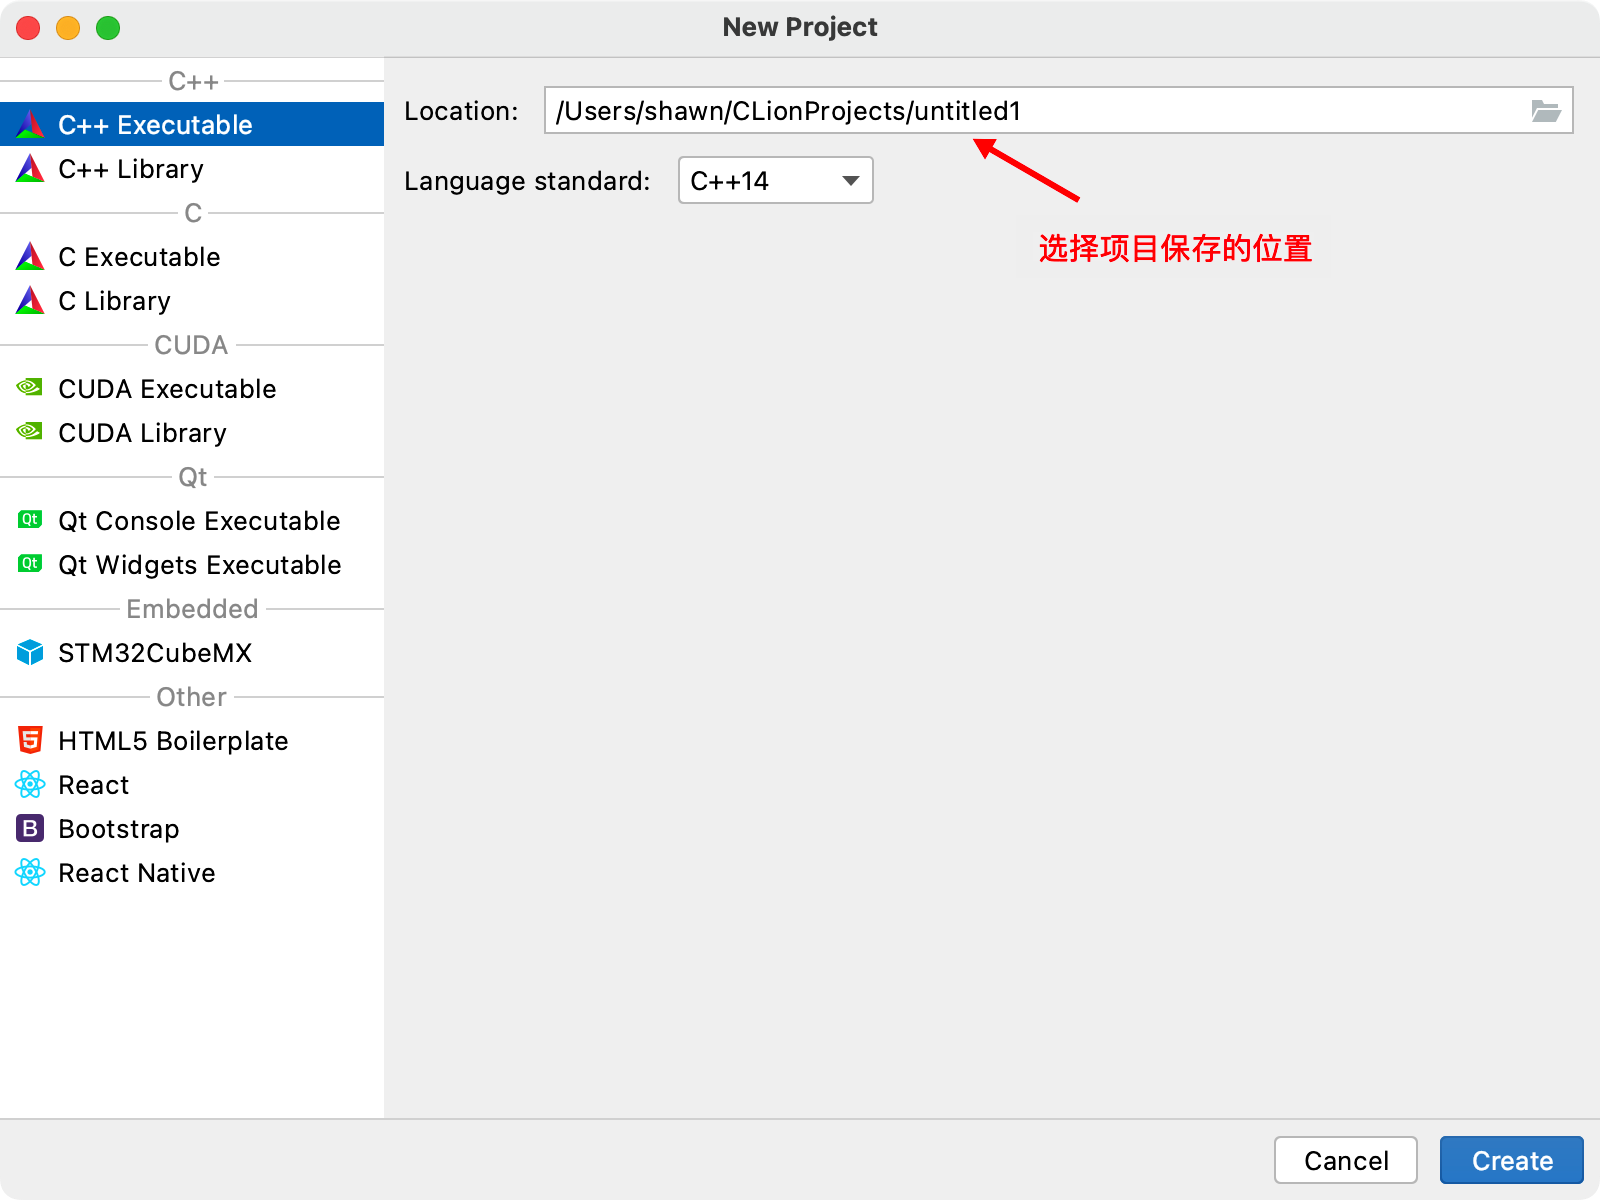 New Project
C++
C++ Executable
C++ Library
C
C Executable
C Library
CUDA
CUDA Executable
CUDA Library
Qt
Qt Qt Console Executable
Qt Qt Widgets Executable
Embedded
STM32CubeMX
Other
5 HTML5 Boilerplate
React
B Bootstrap
React Native
Location: /Users/shawn/CLionProjects/untitled1
Language standard: C++14
选择项目保存的位置
Cancel Create